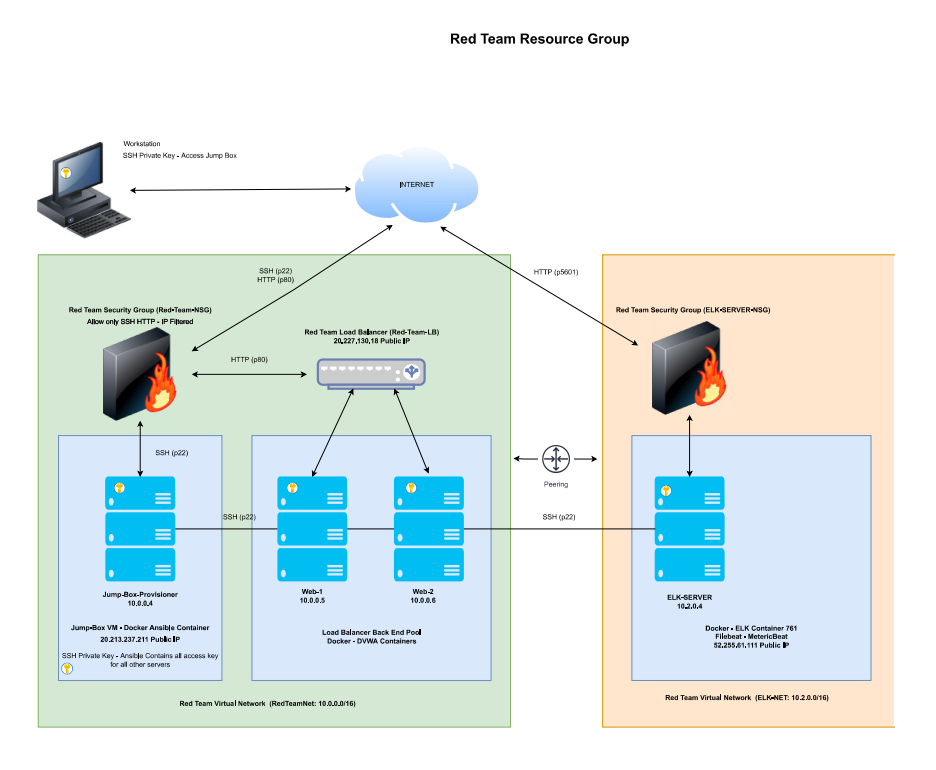 Red Team Resource Group
Workstation
SSH Private Key - Access Jump Box
INTERNET
SSH (p22)
HTTP (p80)
HTTP (p5601)
Red Team Security Group (Red-Team-NSG)
Allow only SSH HTTP - IP Filtered
Red Team Security Group (ELK-SERVER-NSG)
Red Team Load Balancer (Red-Team-LB)
20.227.130.18 Public IP
HTTP (p80)
SSH (p22)
Peering
SSH (p22)
SSH (p22)
Jump-Box-Provisioner
10.0.0.4
Web-1
10.0.0.5
Web-2
10.0.0.6
ELK-SERVER
10.2.0.4
Jump-Box VM - Docker Ansible Container
20.213.237.211 Public IP
SSH Private Key - Ansible Contains all access key
for all other servers
Load Balancer Back End Pool
Docker - DVWA Containers
Docker - ELK Container 761
Filebeat - MetericBeat
52.255.61.111 Public IP
Red Team Virtual Network (RedTeamNet: 10.0.0.0/16)
Red Team Virtual Network (ELK-NET: 10.2.0.0/16)